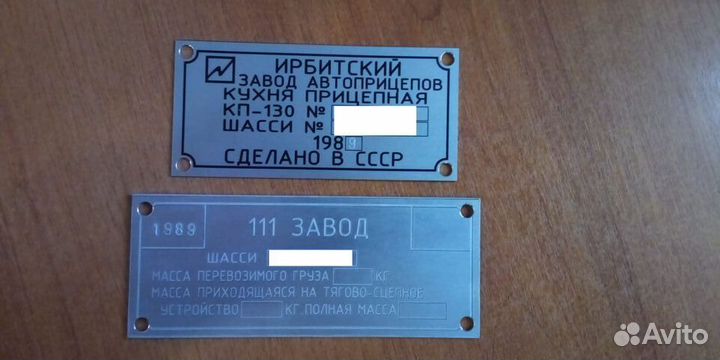 ИРБИТСКИЙ
ЗАВОД АВТОПРИЦЕПОВ
КУХНЯ ПРИЦЕПНАЯ
КП-130 №
ШАССИ №
1989
СДЕЛАНО В СССР
1989
111 ЗАВОД
ШАССИ
МАССА ПЕРЕВОЗИМОГО ГРУЗА КГ.
МАССА ПРИХОДЯЩАЯСЯ НА ТЯГОВО-СЦЕПНОЕ
УСТРОЙСТВО КГ.ПОЛНАЯ МАССА
Avito